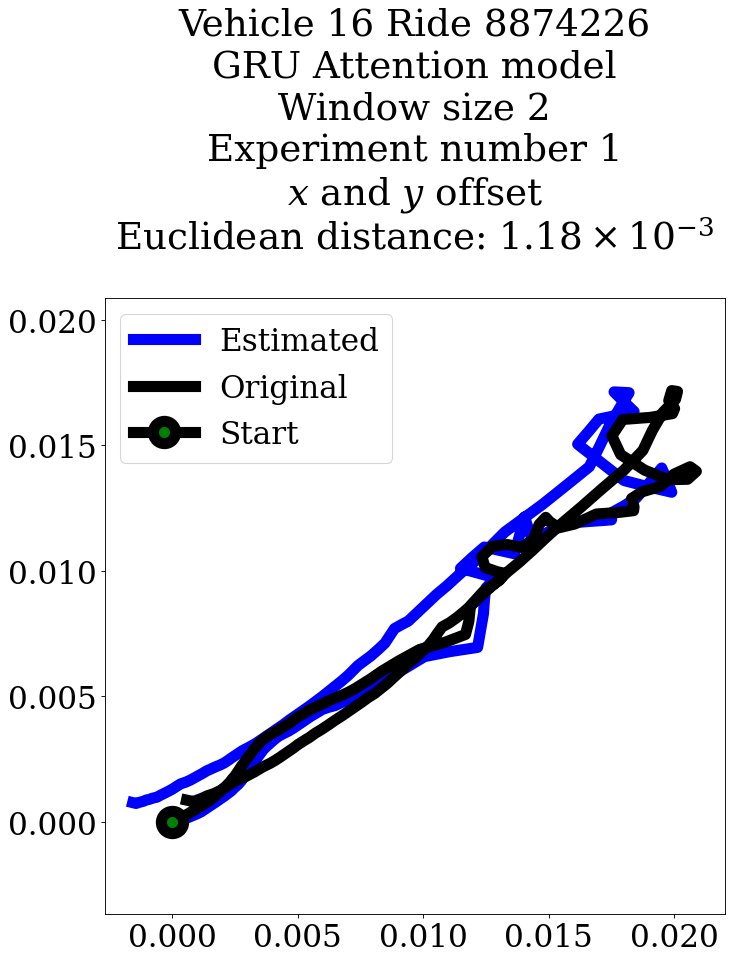 Vehicle 16 Ride 8874226
GRU Attention model
Window size 2
Experiment number 1
x and y offset
Euclidean distance: 1.18 × 10⁻³
Estimated
Original
Start
0.020
0.015
0.010
0.005
0.000
0.000 0.005 0.010 0.015 0.020